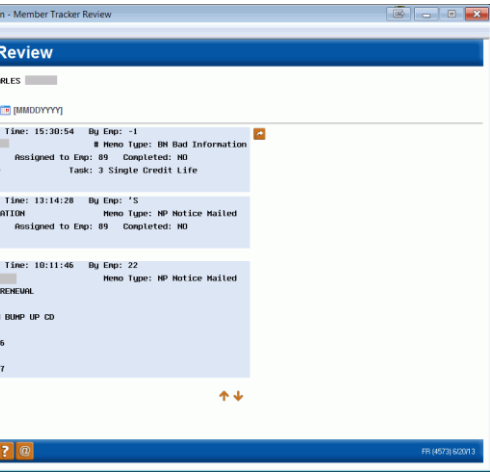 n - Member Tracker Review
Review
RLES
[MMDDYYYY]
Time: 15:30:54 By Emp: -1
# Memo Type: BN Bad Information
Assigned to Emp: 89 Completed: NO
Task: 3 Single Credit Life
Time: 13:14:28 By Emp: 'S
ATION Memo Type: NP Notice Mailed
Assigned to Emp: 89 Completed: NO
Time: 10:11:46 By Emp: 22
Memo Type: NP Notice Mailed
RENEWAL
BUMP UP CD
6
7
? @
FR (4573) 6/20/13